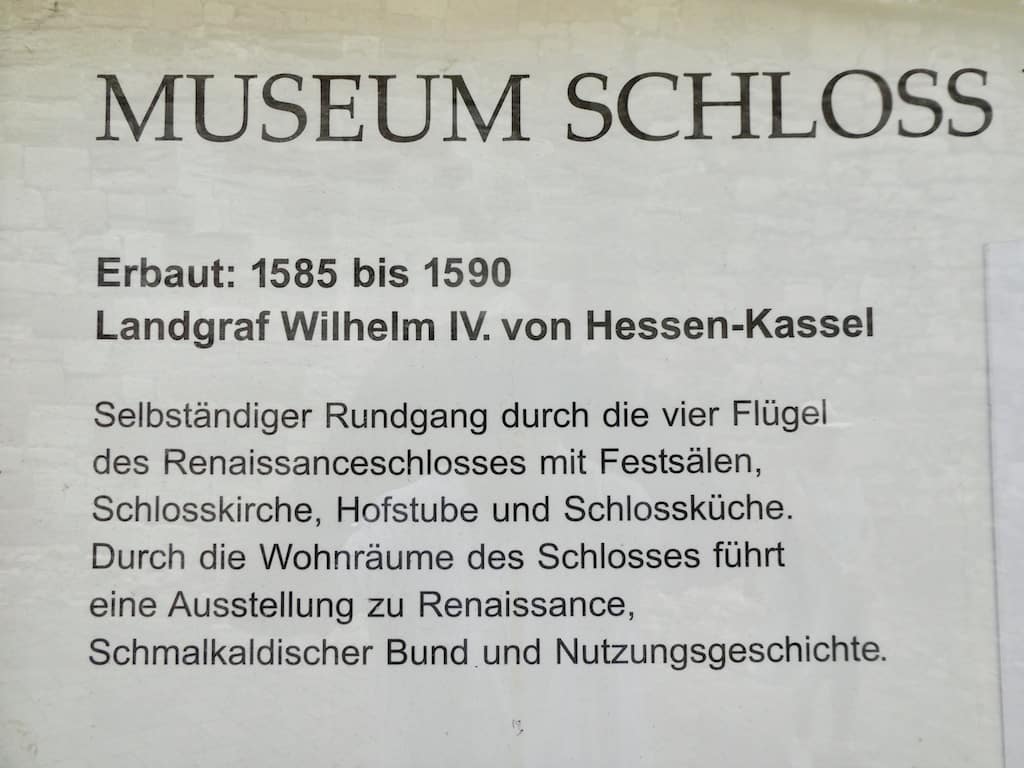 MUSEUM SCHLOSS
Erbaut: 1585 bis 1590
Landgraf Wilhelm IV. von Hessen-Kassel
Selbständiger Rundgang durch die vier Flügel
des Renaissanceschlosses mit Festsälen,
Schlosskirche, Hofstube und Schlossküche.
Durch die Wohnräume des Schlosses führt
eine Ausstellung zu Renaissance,
Schmalkaldischer Bund und Nutzungsgeschichte.